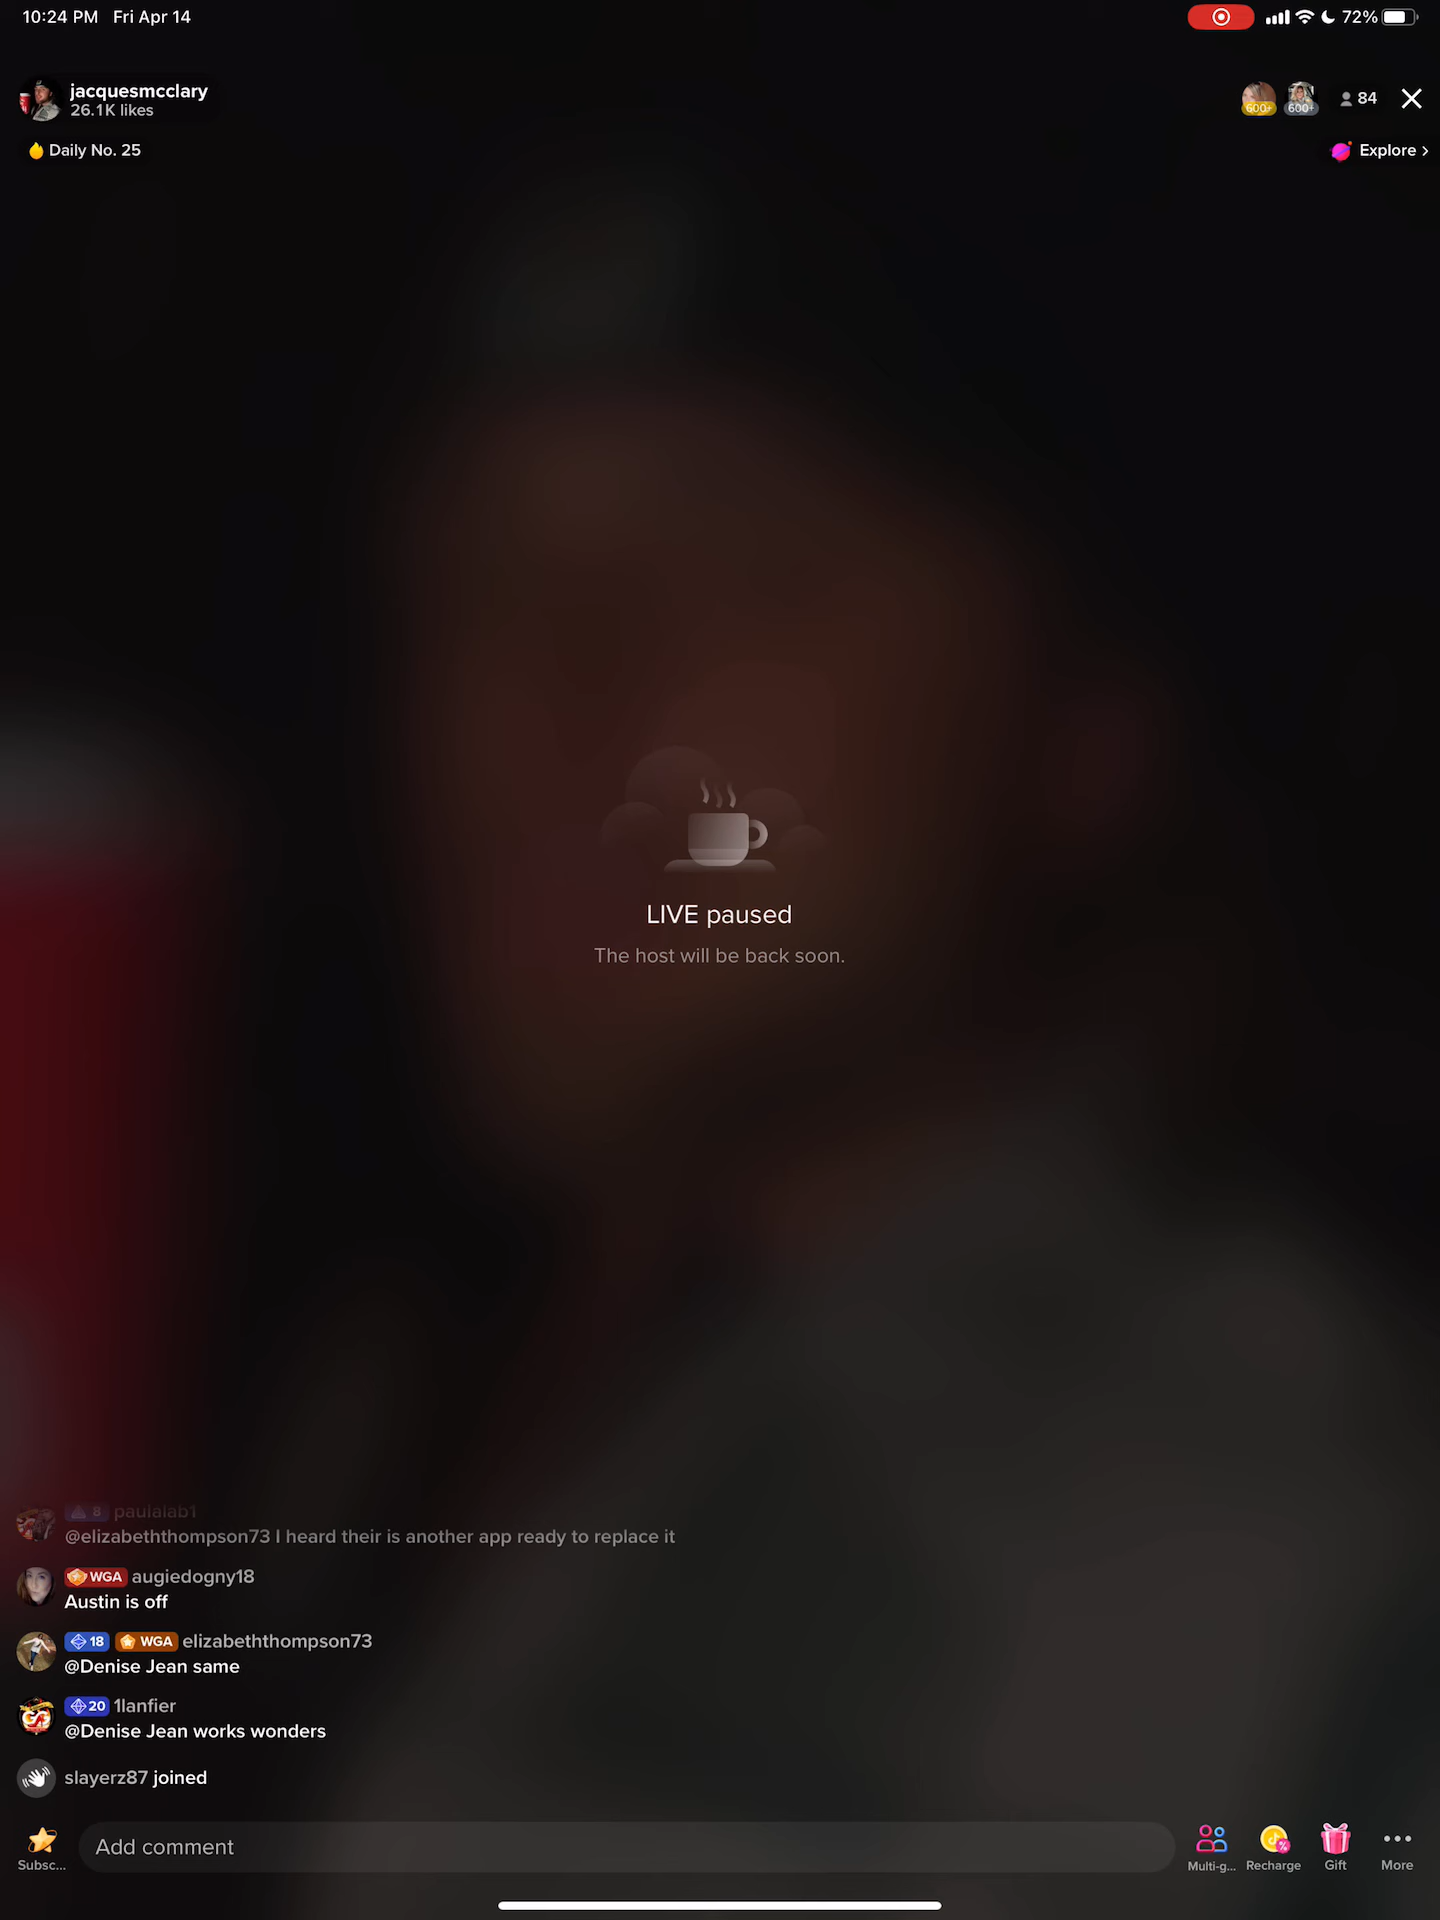 10:24 PM Fri Apr 14
72%
jacquesmcclary
26.1K likes
600+
600+
84
Daily No. 25
Explore >
LIVE paused
The host will be back soon.
8 paulalab1
@elizabeththompson73 I heard their is another app ready to replace it
WGA augiedogny18
Austin is off
18 WGA elizabeththompson73
@Denise Jean same
20 1lanfier
@Denise Jean works wonders
slayerz87 joined
Subsc...
Add comment
Multi-g...
Recharge
Gift
More